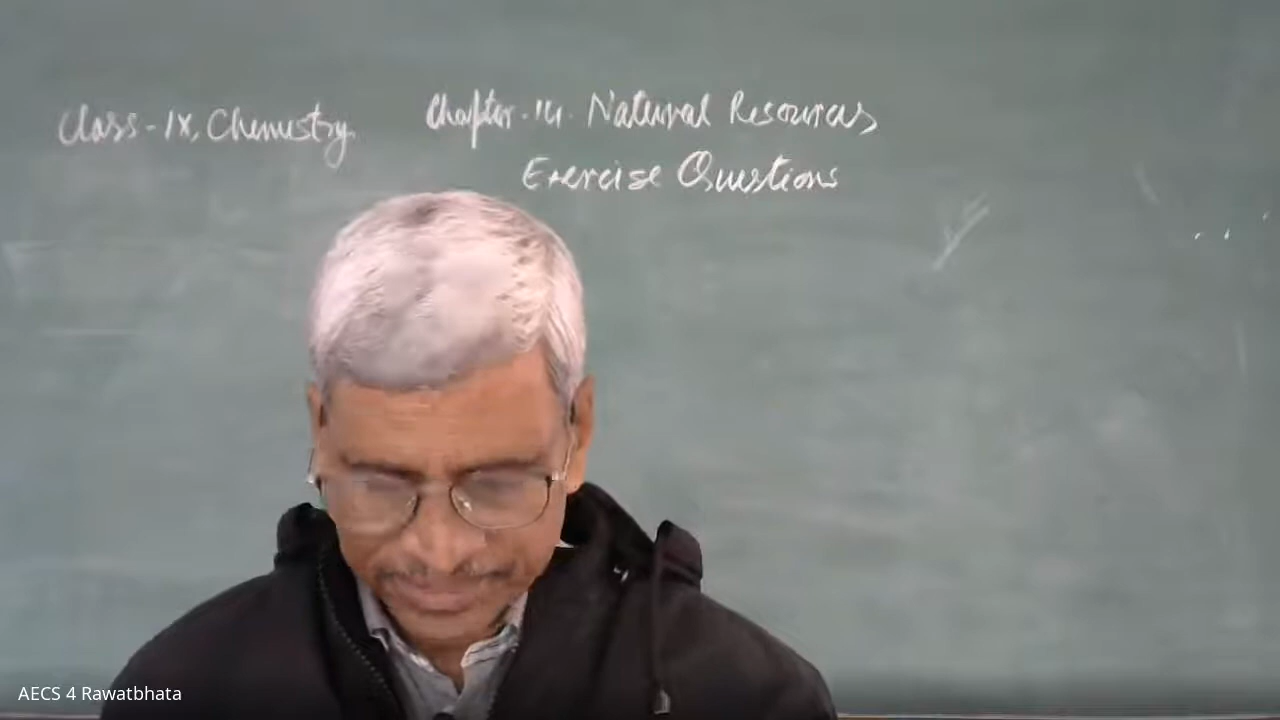 Class-IX, Chemistry.
Chapter-14. Natural Resources
Exercise Questions
AECS 4 Rawatbhata